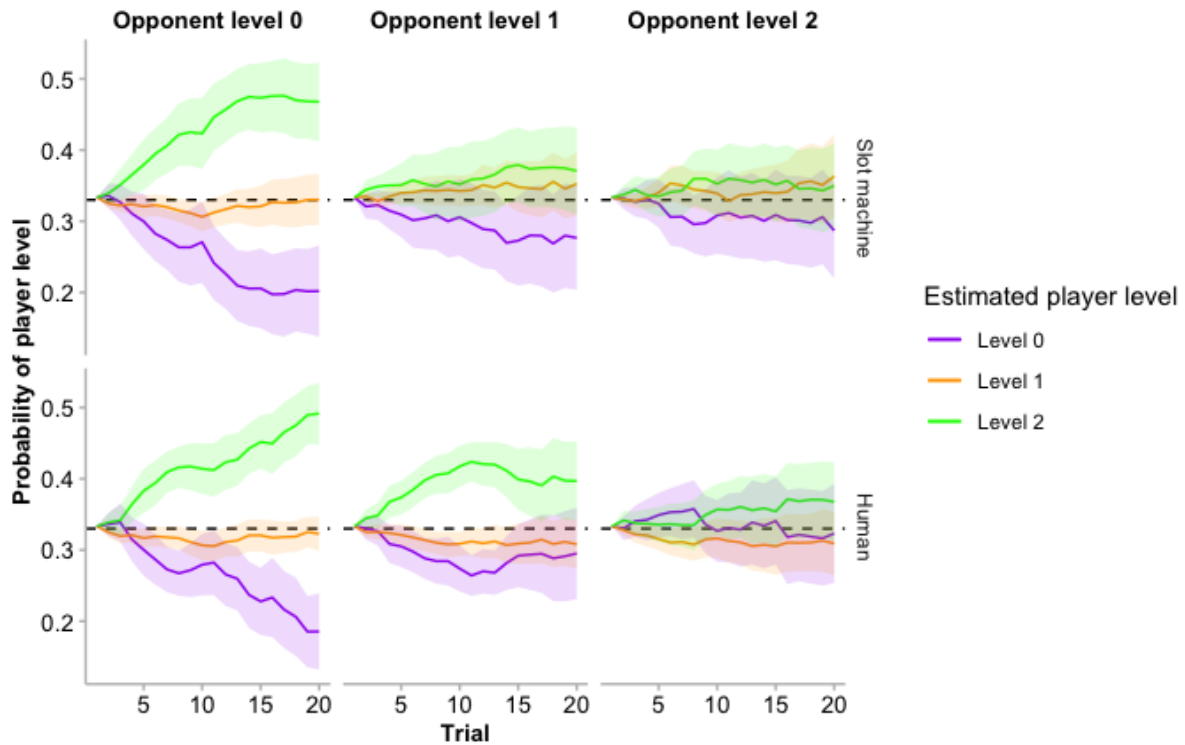 Opponent level 0 Opponent level 1 Opponent level 2
0.5
0.4
0.3
0.2
Slot machine
Probability of player level
0.5
0.4
0.3
0.2
Human
5 10 15 20 5 10 15 20 5 10 15 20
Trial
Estimated player level
Level 0
Level 1
Level 2